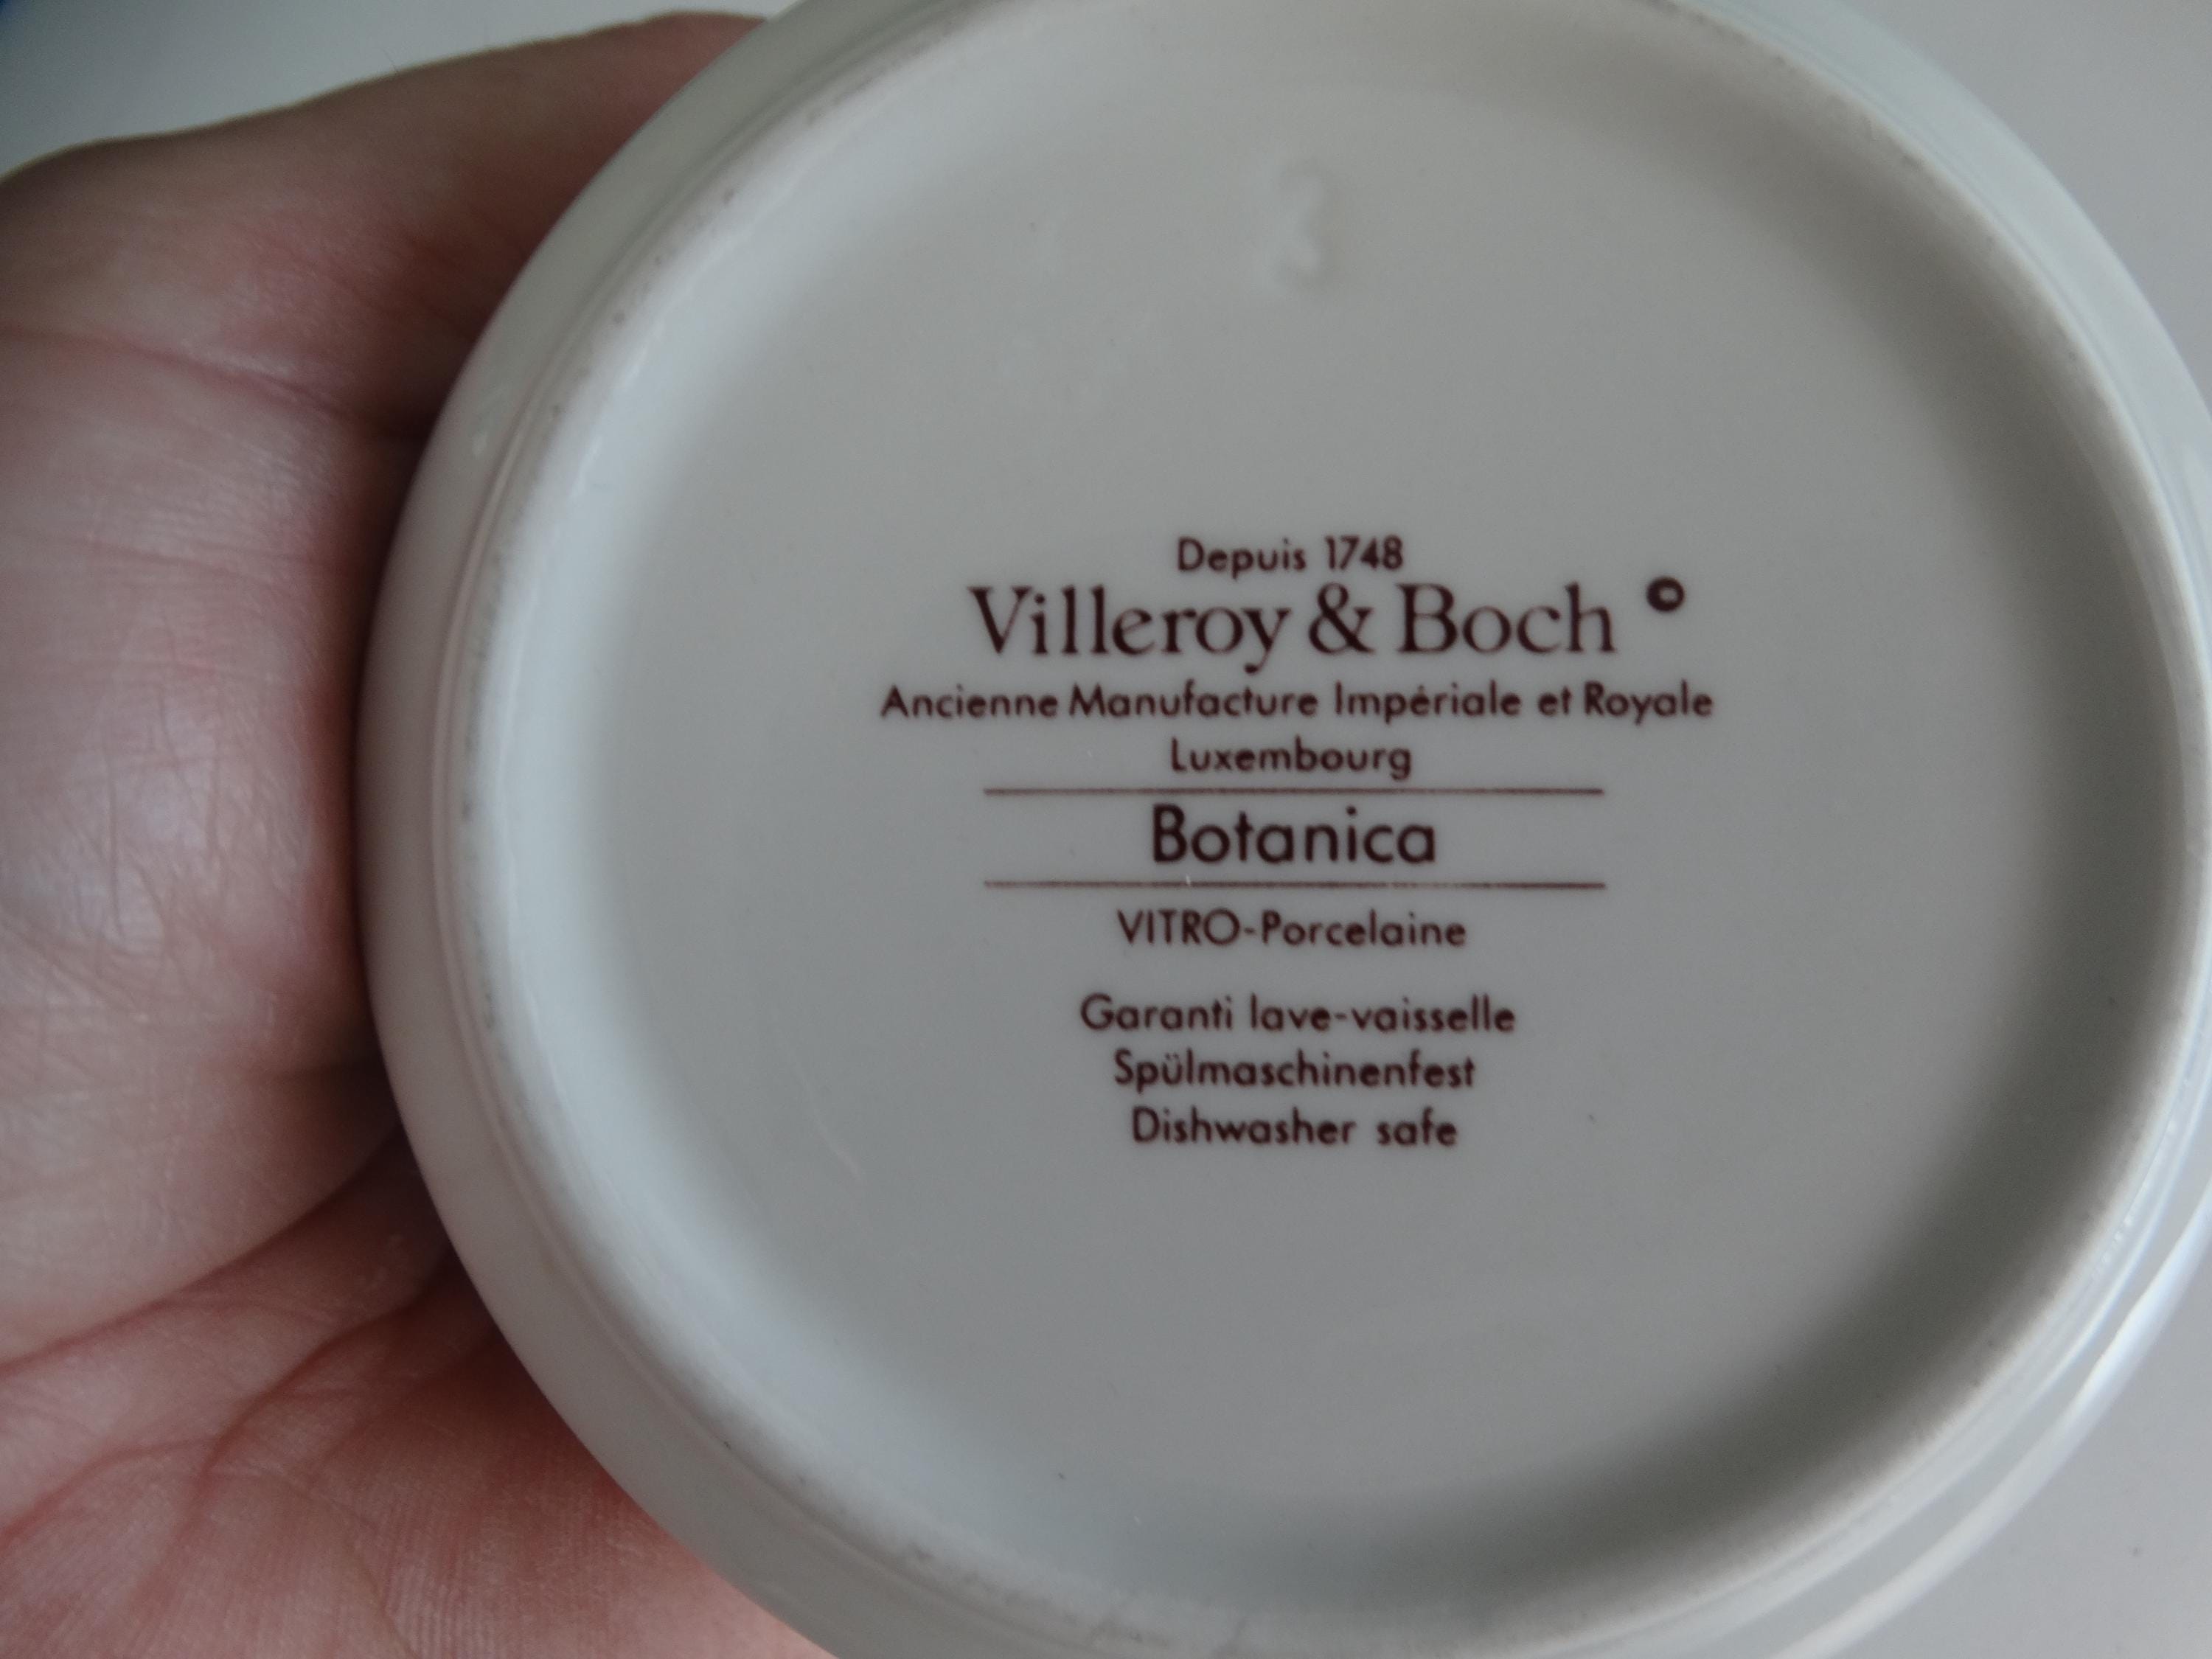 Depuis 1748
Villeroy & Boch ©
Ancienne Manufacture Impériale et Royale
Luxembourg
Botanica
VITRO-Porcelaine
Garanti lave-vaisselle
Spülmaschinenfest
Dishwasher safe